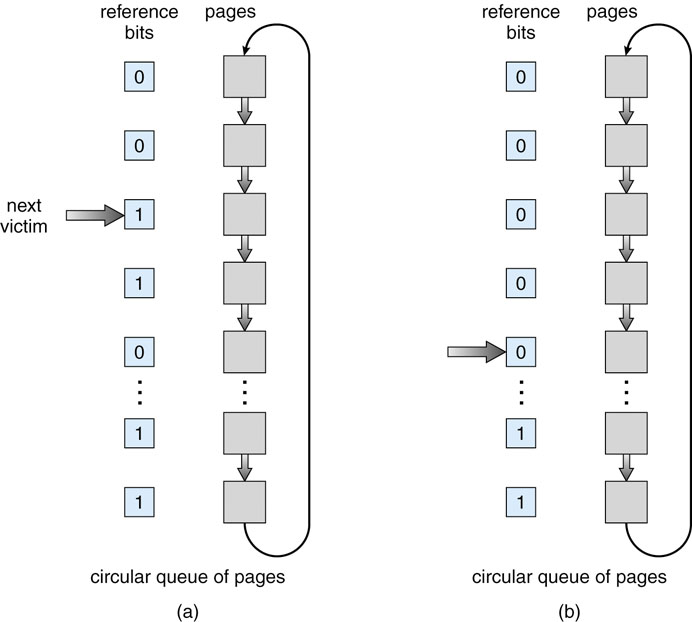 reference pages
bits
0
0
next
victim
1
1
0
1
1
circular queue of pages
(a)
reference pages
bits
0
0
0
0
0
1
1
circular queue of pages
(b)